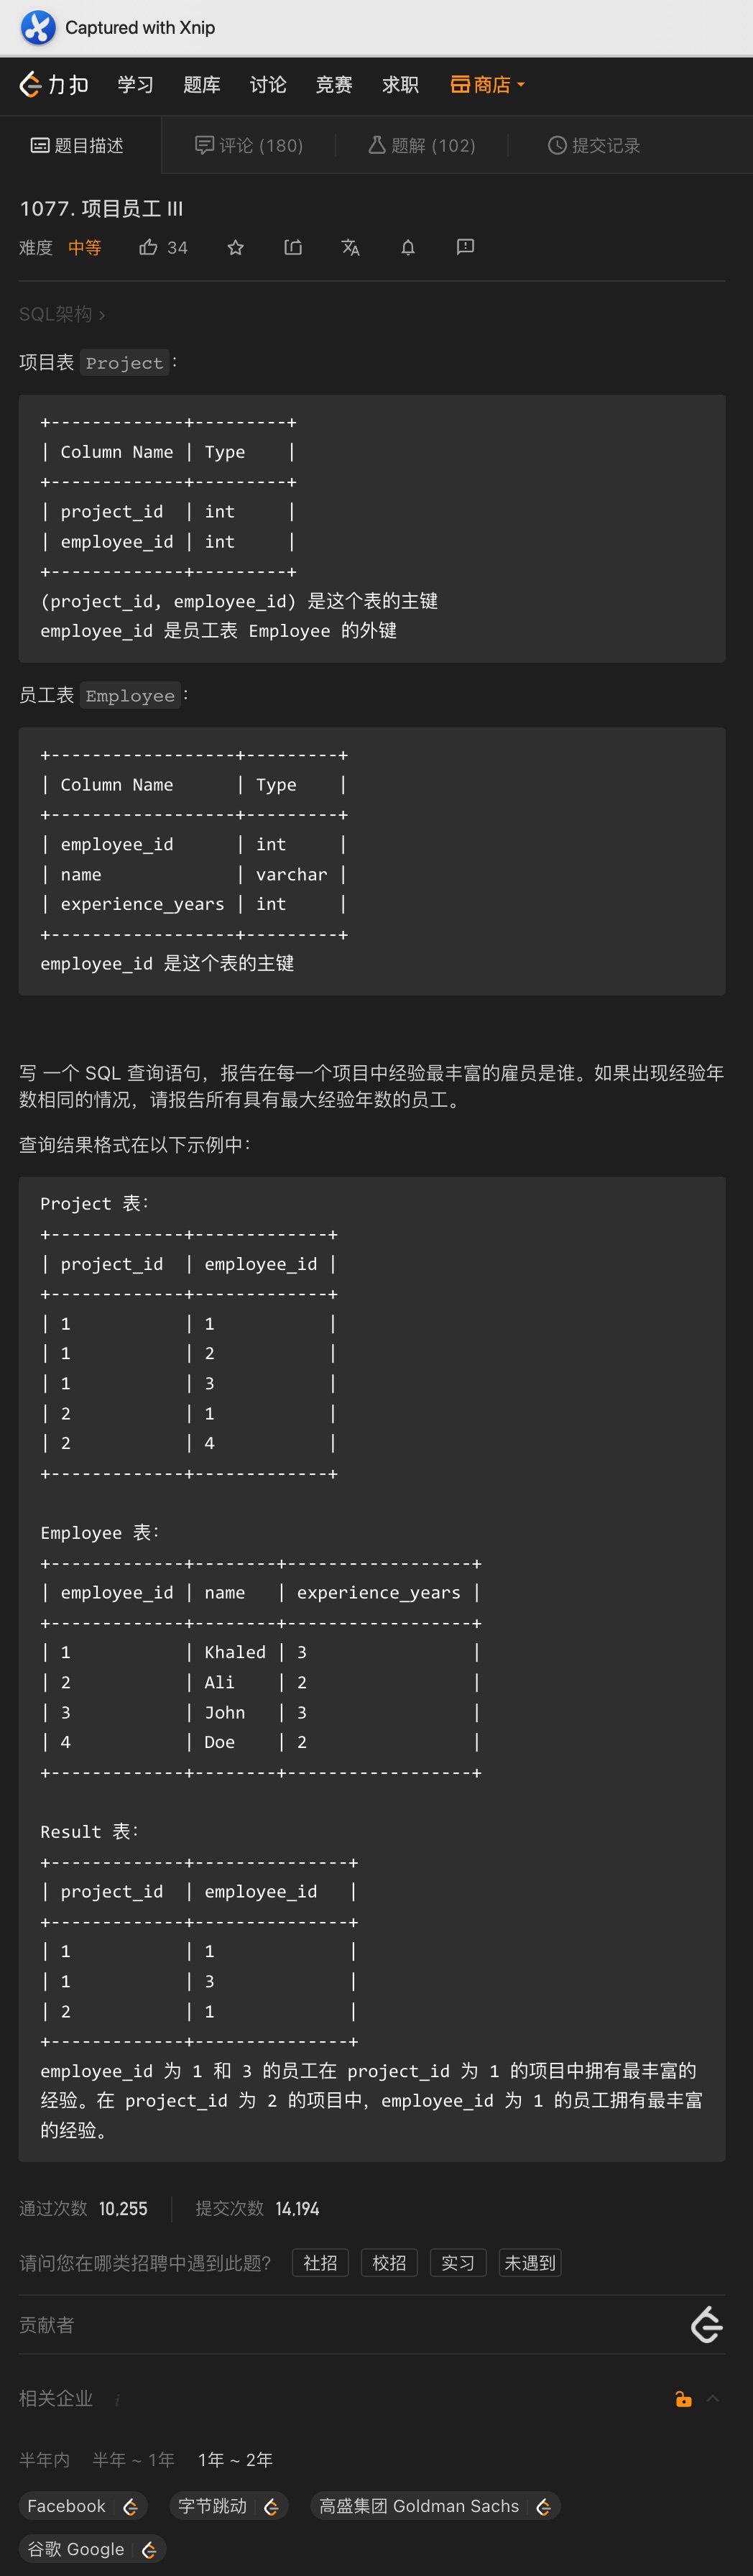 Captured with Xnip
力扣 学习 题库 讨论 竞赛 求职 商店
题目描述 评论 (180) 题解 (102) 提交记录
1077. 项目员工 III
难度 中等 34
SQL架构 ›
项目表 Project：
+-------------+---------+
| Column Name | Type    |
+-------------+---------+
| project_id  | int     |
| employee_id | int     |
+-------------+---------+
(project_id, employee_id) 是这个表的主键
employee_id 是员工表 Employee 的外键
员工表 Employee：
+------------------+---------+
| Column Name      | Type    |
+------------------+---------+
| employee_id      | int     |
| name             | varchar |
| experience_years | int     |
+------------------+---------+
employee_id 是这个表的主键
写 一个 SQL 查询语句，报告在每一个项目中经验最丰富的雇员是谁。如果出现经验年
数相同的情况，请报告所有具有最大经验年数的员工。
查询结果格式在以下示例中：
Project 表：
+-------------+-------------+
| project_id  | employee_id |
+-------------+-------------+
| 1           | 1           |
| 1           | 2           |
| 1           | 3           |
| 2           | 1           |
| 2           | 4           |
+-------------+-------------+
Employee 表：
+-------------+--------+------------------+
| employee_id | name   | experience_years |
+-------------+--------+------------------+
| 1           | Khaled | 3                |
| 2           | Ali    | 2                |
| 3           | John   | 3                |
| 4           | Doe    | 2                |
+-------------+--------+------------------+
Result 表：
+-------------+---------------+
| project_id  | employee_id   |
+-------------+---------------+
| 1           | 1             |
| 1           | 3             |
| 2           | 1             |
+-------------+---------------+
employee_id 为 1 和 3 的员工在 project_id 为 1 的项目中拥有最丰富的
经验。在 project_id 为 2 的项目中，employee_id 为 1 的员工拥有最丰富
的经验。
通过次数 10,255 提交次数 14,194
请问您在哪类招聘中遇到此题？ 社招 校招 实习 未遇到
贡献者
相关企业 i
半年内 半年 ~ 1年 1年 ~ 2年
Facebook 字节跳动 高盛集团 Goldman Sachs
谷歌 Google